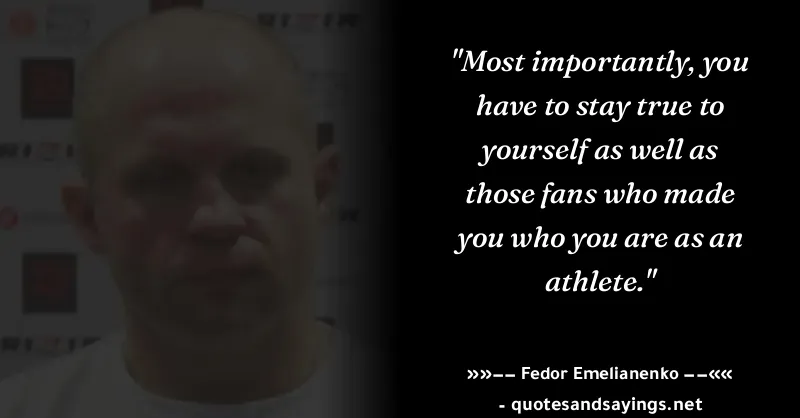 "Most importantly, you
have to stay true to
yourself as well as
those fans who made
you who you are as an
athlete."
»»−− Fedor Emelianenko −−««
- quotesandsayings.net